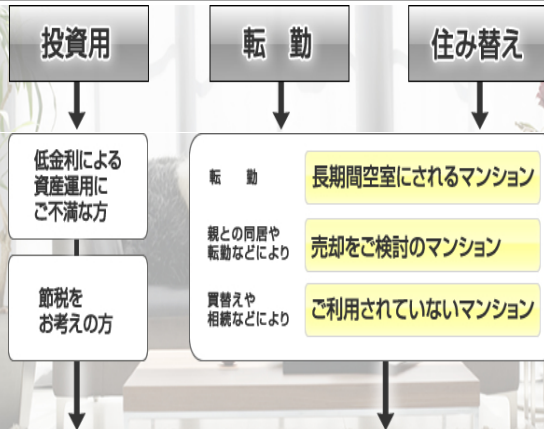 投資用
転 勤
住み替え
低金利による
資産運用に
ご不満な方
節税を
お考えの方
転 勤
長期間空室にされるマンション
親との同居や
転勤などにより
売却をご検討のマンション
買替えや
相続などにより
ご利用されていないマンション